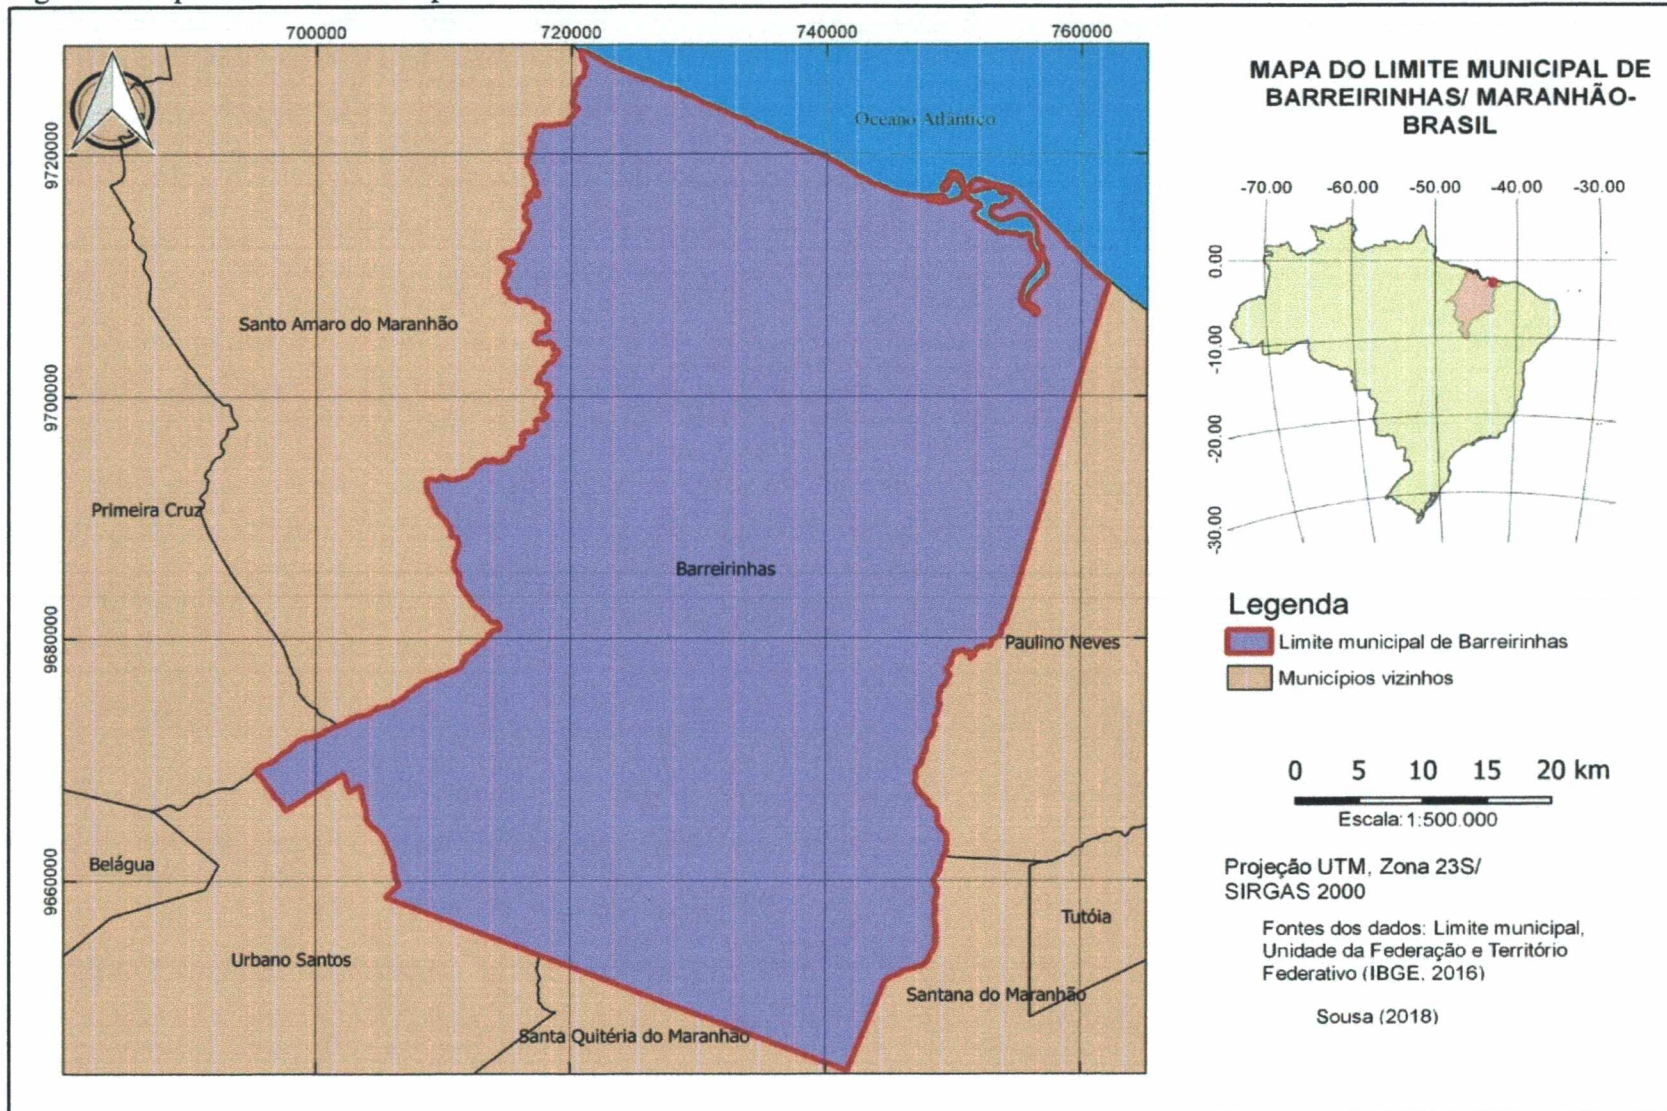 700000
720000
740000
760000
9720000
9700000
9680000
9660000
Oceano Atlântico
Santo Amaro do Maranhão
Primeira Cruz
Barreirinhas
Paulino Neves
Belágua
Tutóia
Urbano Santos
Santana do Maranhão
Santa Quitéria do Maranhão
MAPA DO LIMITE MUNICIPAL DE
BARREIRINHAS/ MARANHÃO-
BRASIL
-70.00 -60.00 -50.00 -40.00 -30.00
0.00
-10.00
-20.00
-30.00
Legenda
Limite municipal de Barreirinhas
Municípios vizinhos
0 5 10 15 20 km
Escala: 1:500.000
Projeção UTM, Zona 23S/
SIRGAS 2000
Fontes dos dados: Limite municipal,
Unidade da Federação e Território
Federativo (IBGE, 2016)
Sousa (2018)